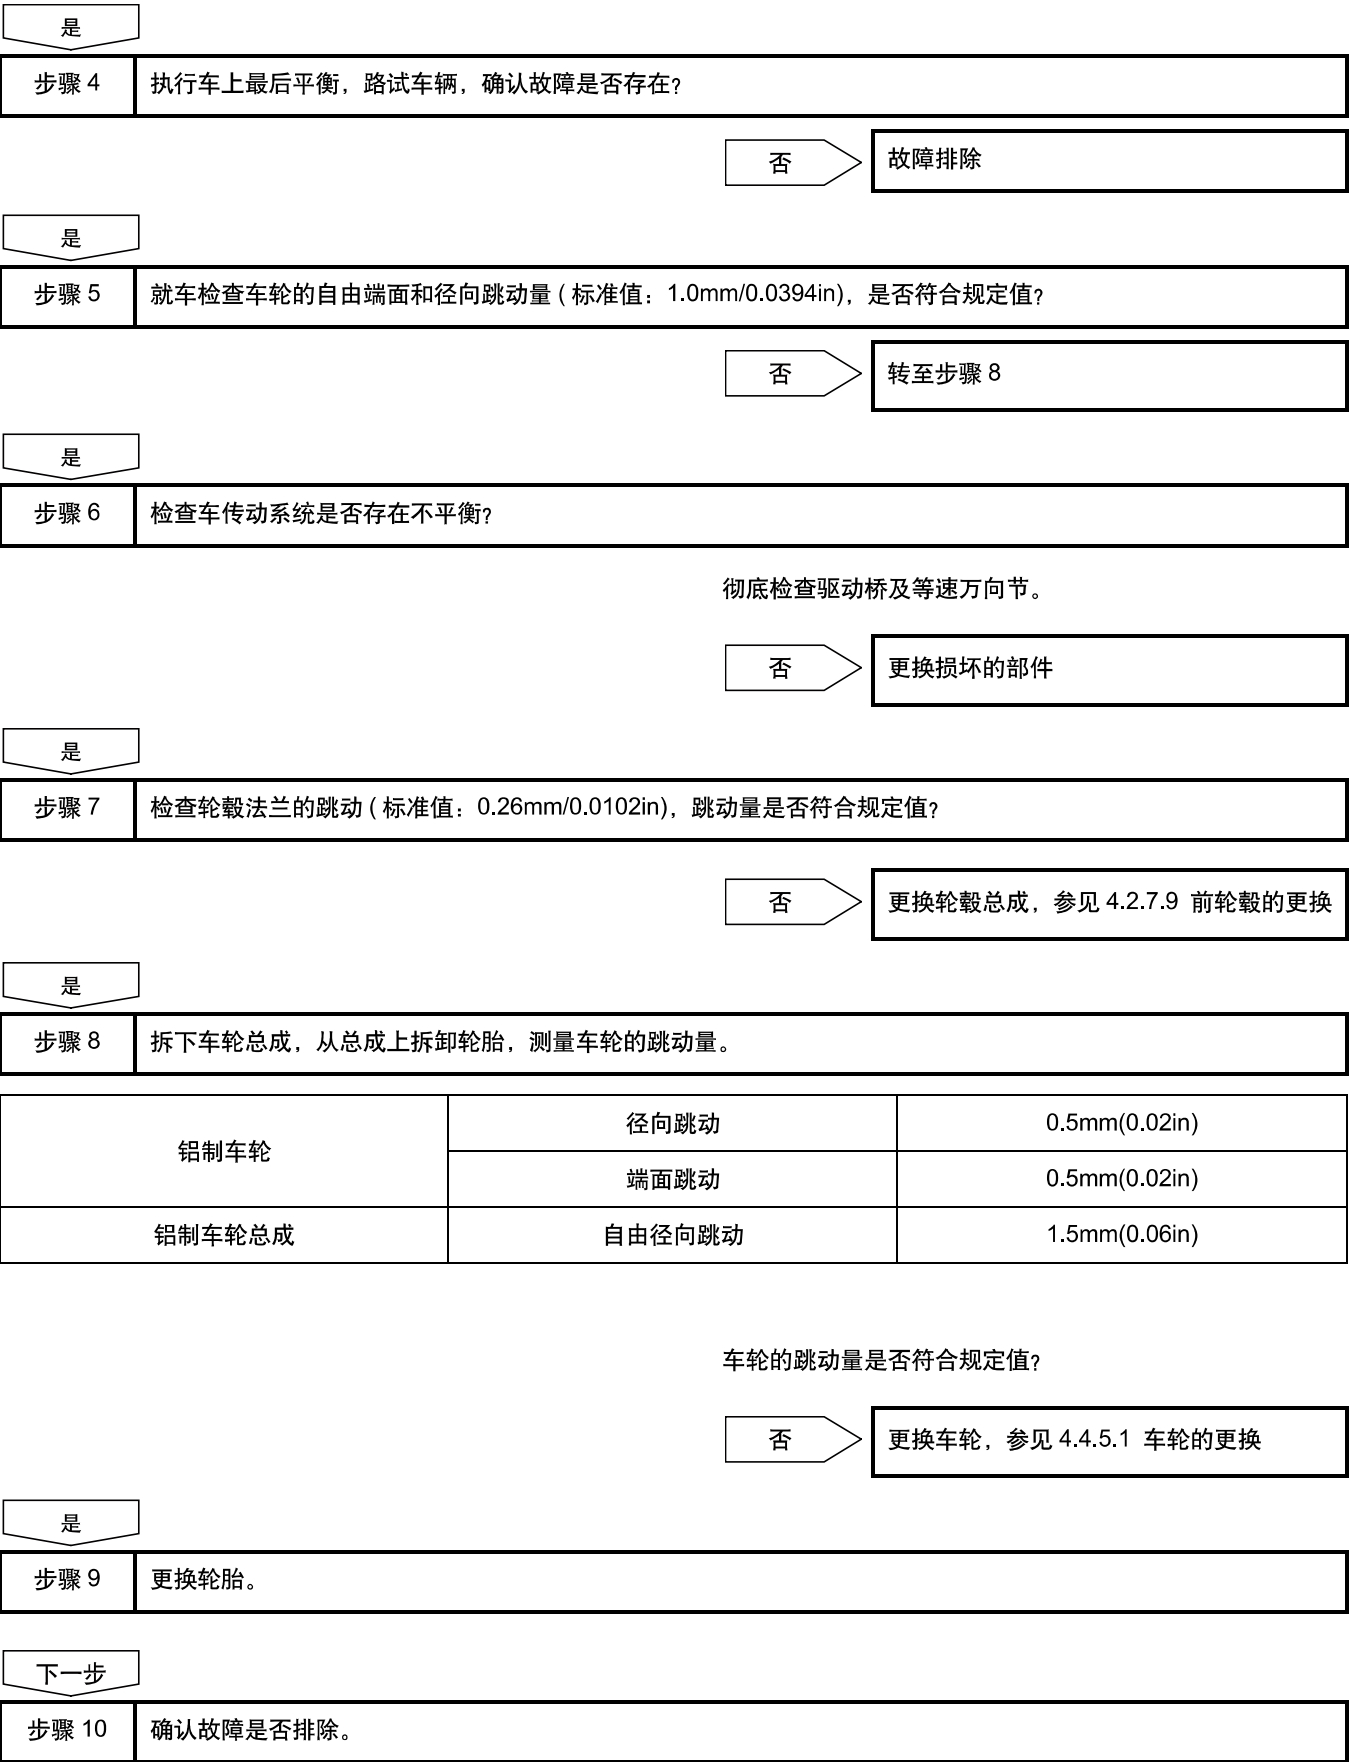 是
步骤 4 执行车上最后平衡，路试车辆，确认故障是否存在?
否 故障排除
是
步骤 5 就车检查车轮的自由端面和径向跳动量 ( 标准值：1.0mm/0.0394in)，是否符合规定值?
否 转至步骤 8
是
步骤 6 检查车传动系统是否存在不平衡?
彻底检查驱动桥及等速万向节。
否 更换损坏的部件
是
步骤 7 检查轮毂法兰的跳动 ( 标准值：0.26mm/0.0102in)，跳动量是否符合规定值?
否 更换轮毂总成，参见 4.2.7.9 前轮毂的更换
是
步骤 8 拆下车轮总成，从总成上拆卸轮胎，测量车轮的跳动量。
铝制车轮 径向跳动 0.5mm(0.02in)
端面跳动 0.5mm(0.02in)
铝制车轮总成 自由径向跳动 1.5mm(0.06in)
车轮的跳动量是否符合规定值?
否 更换车轮，参见 4.4.5.1 车轮的更换
是
步骤 9 更换轮胎。
下一步
步骤 10 确认故障是否排除。